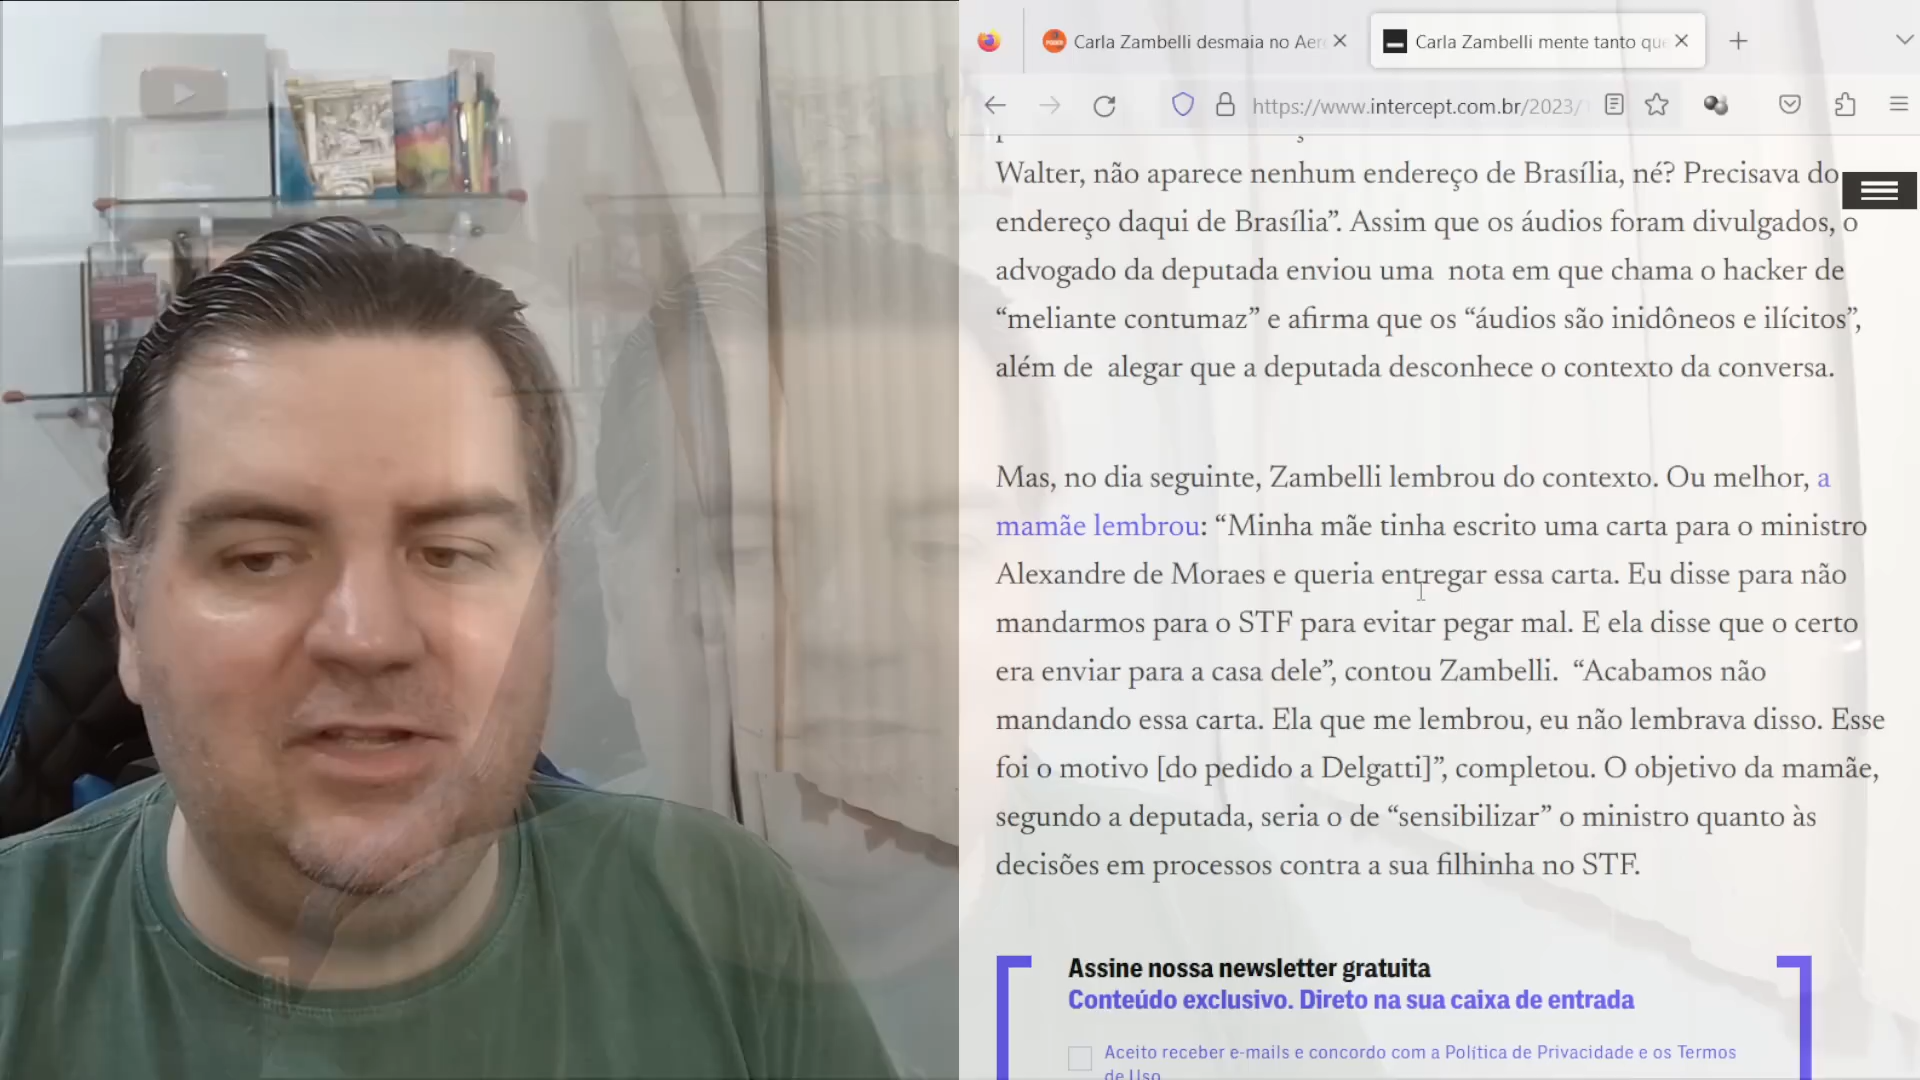 Carla Zambelli desmaia no Aer
Carla Zambelli mente tanto que
https://www.intercept.com.br/2023/
Walter, não aparece nenhum endereço de Brasília, né? Precisava do
endereço daqui de Brasília”. Assim que os áudios foram divulgados, o
advogado da deputada enviou uma nota em que chama o hacker de
“meliante contumaz” e afirma que os “áudios são inidôneos e ilícitos”,
além de alegar que a deputada desconhece o contexto da conversa.
Mas, no dia seguinte, Zambelli lembrou do contexto. Ou melhor, a
mamãe lembrou: “Minha mãe tinha escrito uma carta para o ministro
Alexandre de Moraes e queria entregar essa carta. Eu disse para não
mandarmos para o STF para evitar pegar mal. E ela disse que o certo
era enviar para a casa dele”, contou Zambelli. “Acabamos não
mandando essa carta. Ela que me lembrou, eu não lembrava disso. Esse
foi o motivo [do pedido a Delgatti]”, completou. O objetivo da mamãe,
segundo a deputada, seria o de “sensibilizar” o ministro quanto às
decisões em processos contra a sua filhinha no STF.
Assine nossa newsletter gratuita
Conteúdo exclusivo. Direto na sua caixa de entrada
Aceito receber e-mails e concordo com a Política de Privacidade e os Termos
de Uso